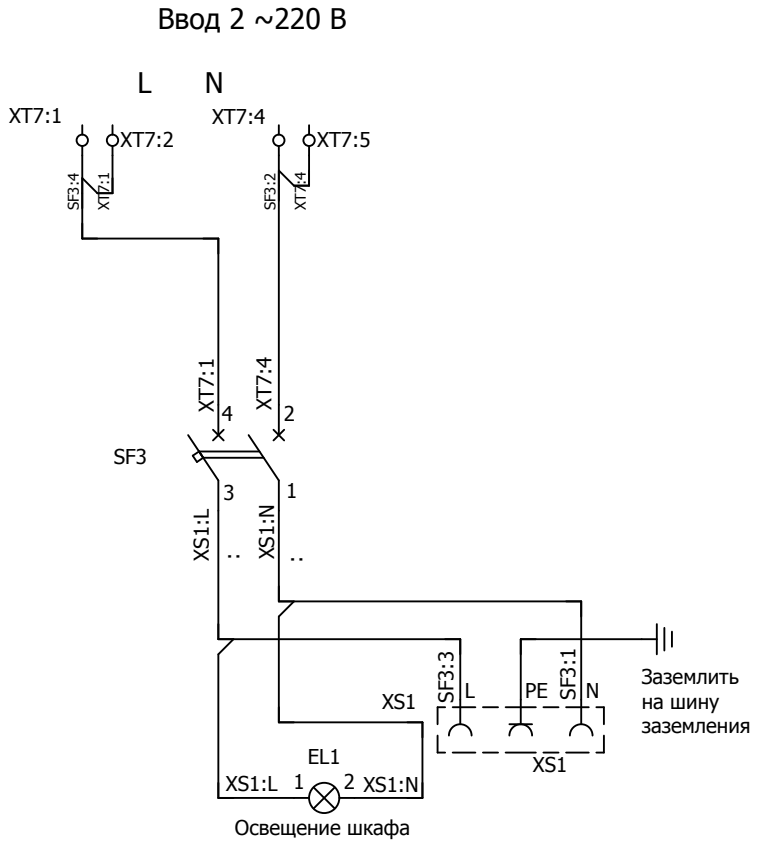 Ввод 2 ~220 В
L N
XT7:1 XT7:4
XT7:2 XT7:5
SF3:4 XT7:1 SF3:2 XT7:4
XT7:1 XT7:4
4 2
SF3
3 1
XS1:L .. XS1:N ..
SF3:3 L PE SF3:1 N
Заземлить
на шину
заземления
XS1
XS1
EL1
XS1:L 1 2 XS1:N
Освещение шкафа